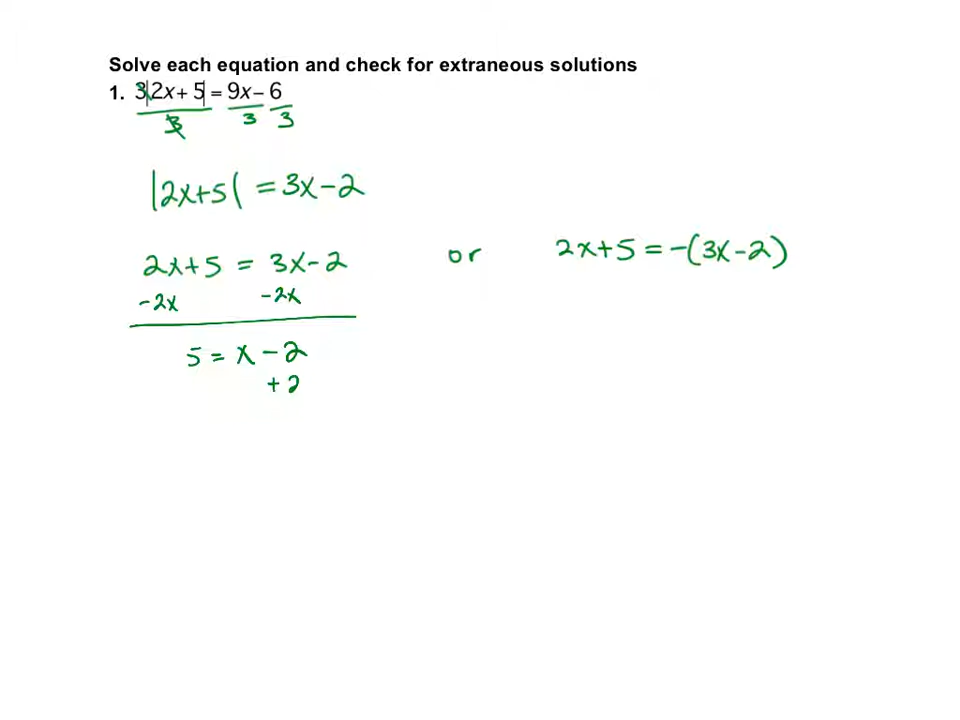 Solve each equation and check for extraneous solutions
1. 3|2x + 5| = 9x − 6
3 3 3
|2x+5| = 3x−2
2x+5 = 3x−2 or 2x+5 = −(3x−2)
−2x −2x
5 = x − 2
+2